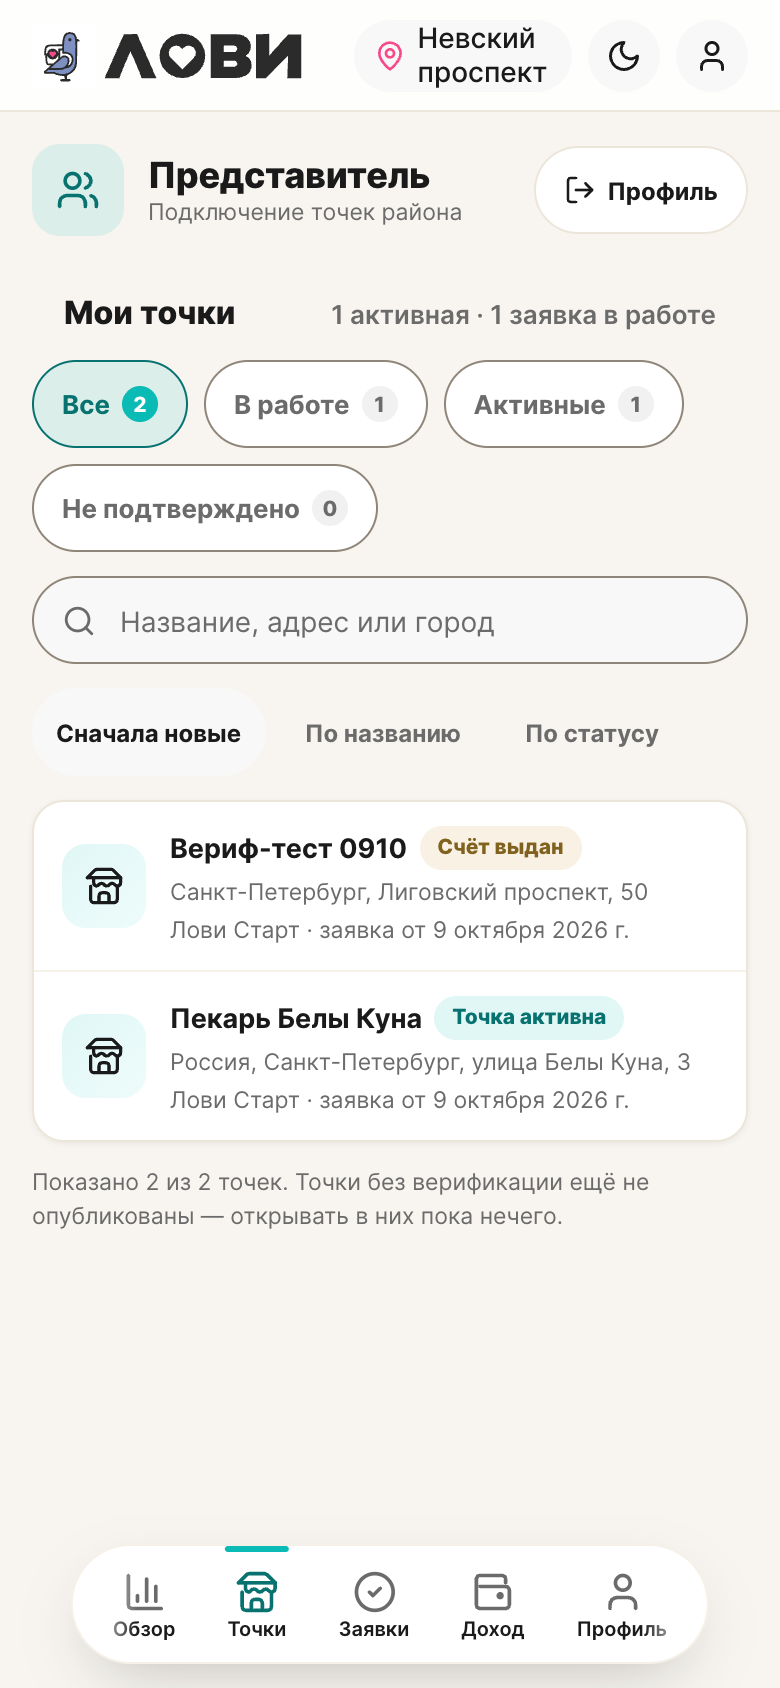 ЛОВИ
Невский
проспект
Представитель
Подключение точек района
Профиль
Мои точки
1 активная · 1 заявка в работе
Все 2
В работе 1
Активные 1
Не подтверждено 0
Название, адрес или город
Сначала новые
По названию
По статусу
Вериф-тест 0910
Счёт выдан
Санкт-Петербург, Лиговский проспект, 50
Лови Старт · заявка от 9 октября 2026 г.
Пекарь Белы Куна
Точка активна
Россия, Санкт-Петербург, улица Белы Куна, 3
Лови Старт · заявка от 9 октября 2026 г.
Показано 2 из 2 точек. Точки без верификации ещё не
опубликованы — открывать в них пока нечего.
Обзор
Точки
Заявки
Доход
Профиль